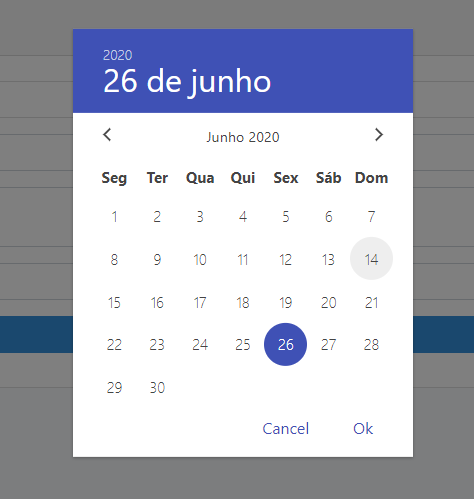 2020
26 de junho
Junho 2020
Seg Ter Qua Qui Sex Sáb Dom
1 2 3 4 5 6 7
8 9 10 11 12 13 14
15 16 17 18 19 20 21
22 23 24 25 26 27 28
29 30
Cancel Ok